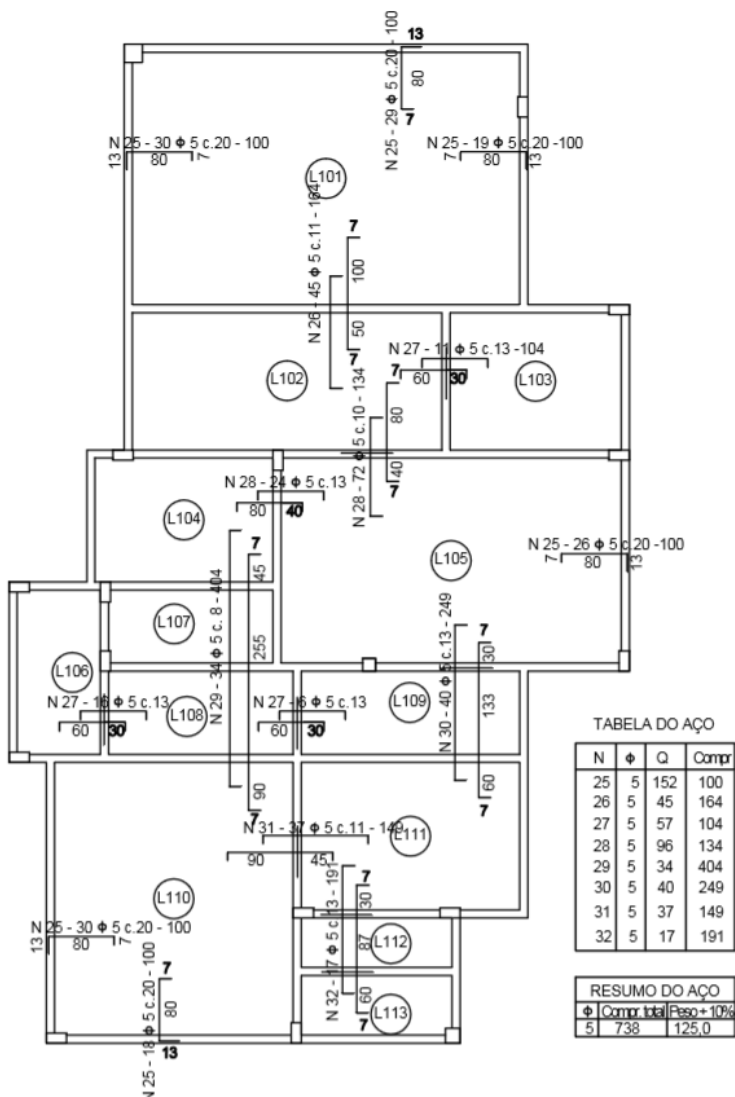 13
N 25 - 29 ϕ 5 c.20 - 100
80
7
N 25 - 30 ϕ 5 c.20 - 100
13
80
7
N 25 - 19 ϕ 5 c.20 -100
7
80
13
L101
N 26 - 45 ϕ 5 c.11 - 164
7
100
50
7
L102
N 27 - 11 ϕ 5 c.13 -104
7
60
30
L103
N 28 - 72 ϕ 5 c.10 - 134
80
40
7
N 28 - 24 ϕ 5 c.13
80
40
L104
N 25 - 26 ϕ 5 c.20 -100
7
80
13
L105
N 29 - 34 ϕ 5 c. 8 - 404
7
45
255
90
7
L107
N 30 - 40 ϕ 5 c.13 - 249
7
30
133
60
7
L106
N 27 - 16 ϕ 5 c.13
60
30
L108
N 27 - 6 ϕ 5 c.13
60
30
L109
N 31 - 37 ϕ 5 c.11 - 149
90
45
L111
L110
N 25 - 30 ϕ 5 c.20 - 100
13
80
7
N 32 - 17 ϕ 5 c.13 - 191
7
30
87
60
7
L112
L113
N 25 - 18 ϕ 5 c.20 - 100
7
80
13
TABELA DO AÇO
N ϕ Q Compr
25 5 152 100
26 5 45 164
27 5 57 104
28 5 96 134
29 5 34 404
30 5 40 249
31 5 37 149
32 5 17 191
RESUMO DO AÇO
ϕ Compr. total Peso + 10%
5 738 125,0